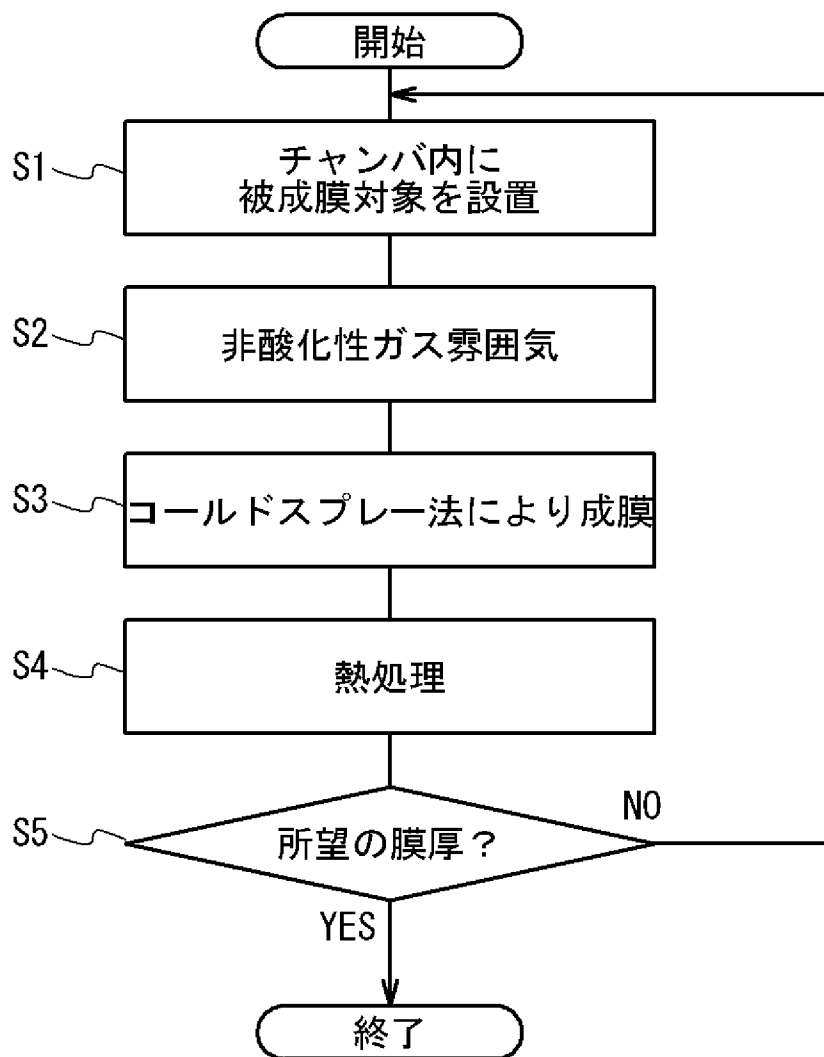 開始
S1
チャンバ内に
被成膜対象を設置
S2
非酸化性ガス雰囲気
S3
コールドスプレー法により成膜
S4
熱処理
S5
所望の膜厚?
NO
YES
終了